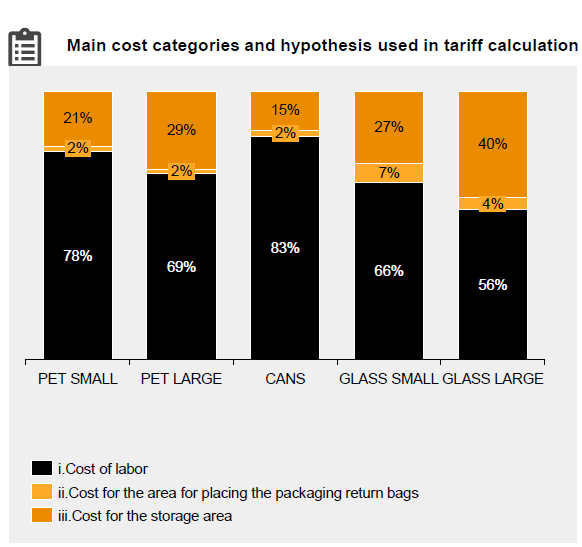 Main cost categories and hypothesis used in tariff calculation
21% 29% 15% 27% 40%
2% 2% 2% 7% 4%
78% 69% 83% 66% 56%
PET SMALL PET LARGE CANS GLASS SMALL GLASS LARGE
i.Cost of labor
ii.Cost for the area for placing the packaging return bags
iii.Cost for the storage area